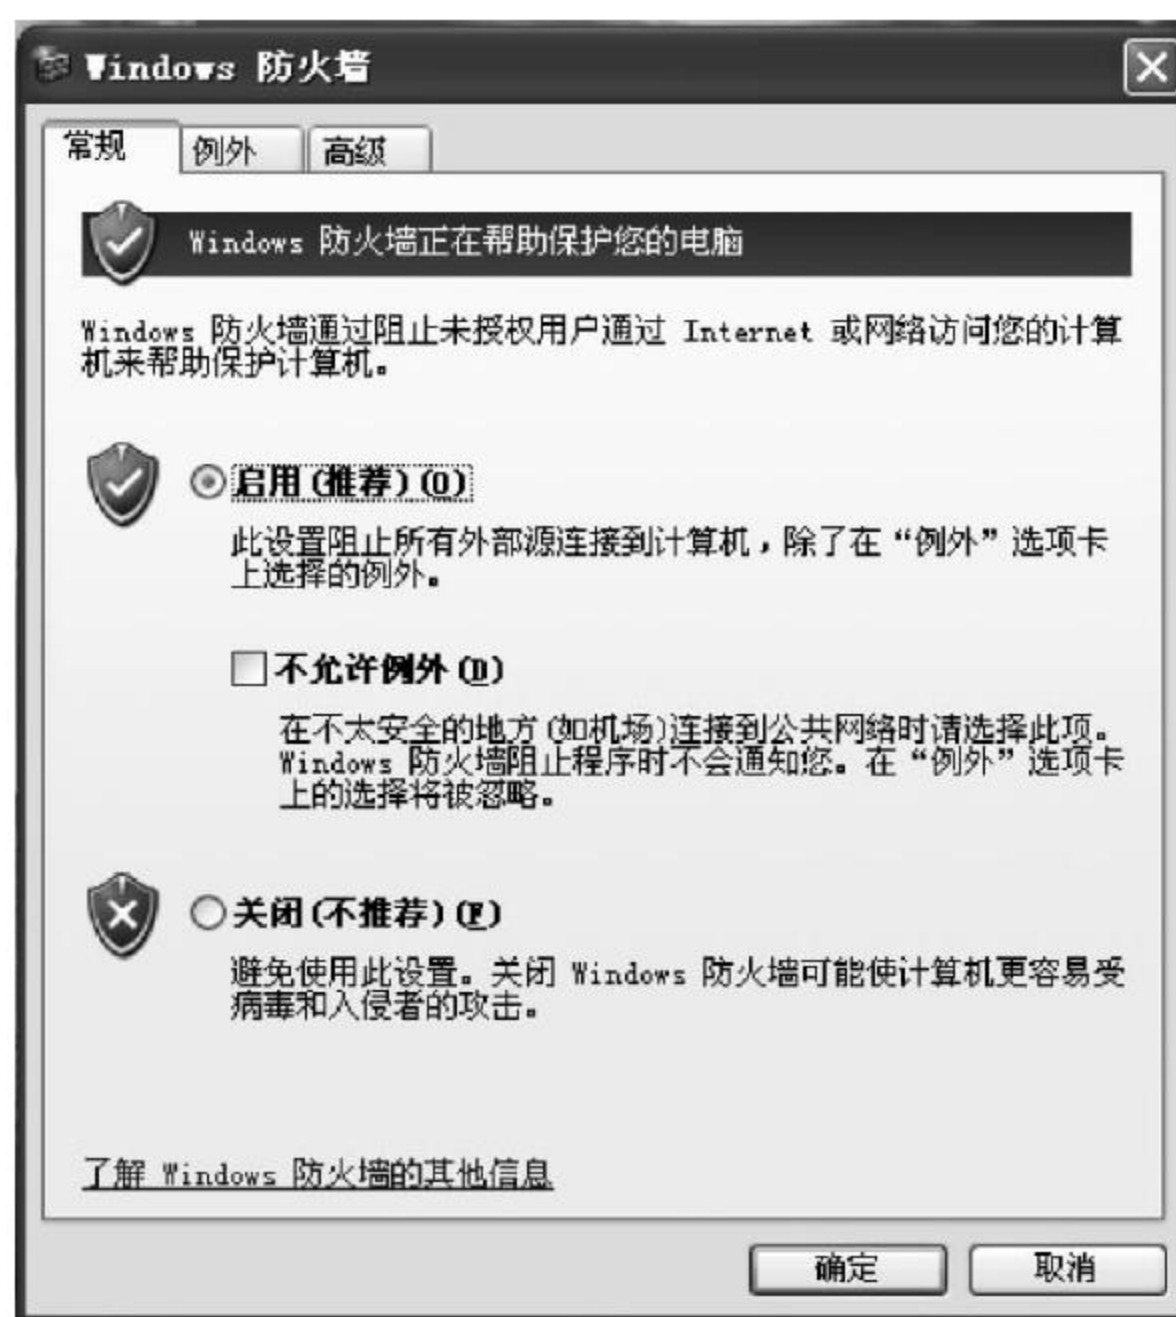 Windows 防火墙
常规
例外
高级
Windows 防火墙正在帮助保护您的电脑
Windows 防火墙通过阻止未授权用户通过 Internet 或网络访问您的计算
机来帮助保护计算机。
启用(推荐)(O)
此设置阻止所有外部源连接到计算机，除了在“例外”选项卡
上选择的例外。
不允许例外(D)
在不太安全的地方(如机场)连接到公共网络时请选择此项。
Windows 防火墙阻止程序时不会通知您。在“例外”选项卡
上的选择将被忽略。
关闭(不推荐)(F)
避免使用此设置。关闭 Windows 防火墙可能使计算机更容易受
病毒和入侵者的攻击。
了解 Windows 防火墙的其他信息
确定
取消